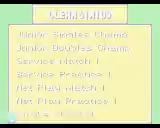 Junior Singles Champ
Junior Doubles Champ
Service Match 1
Service Practice 1
Net Play Match 1
Net Play Practice 1